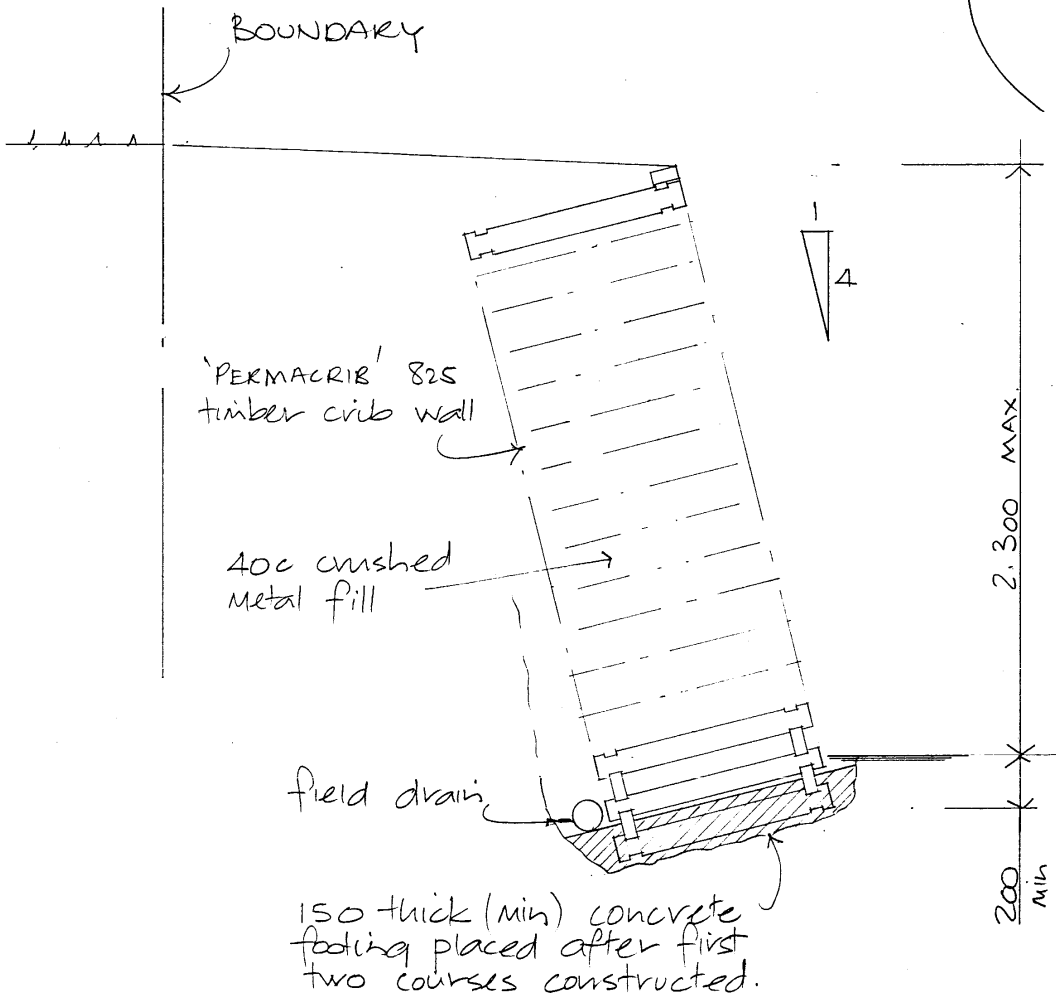 BOUNDARY
1
4
'PERMACRIB' 825
timber crib wall
2.300 MAX.
40c crushed
Metal fill
field drain
200
Min
150 thick (Min) concrete
footing placed after first
two courses constructed.